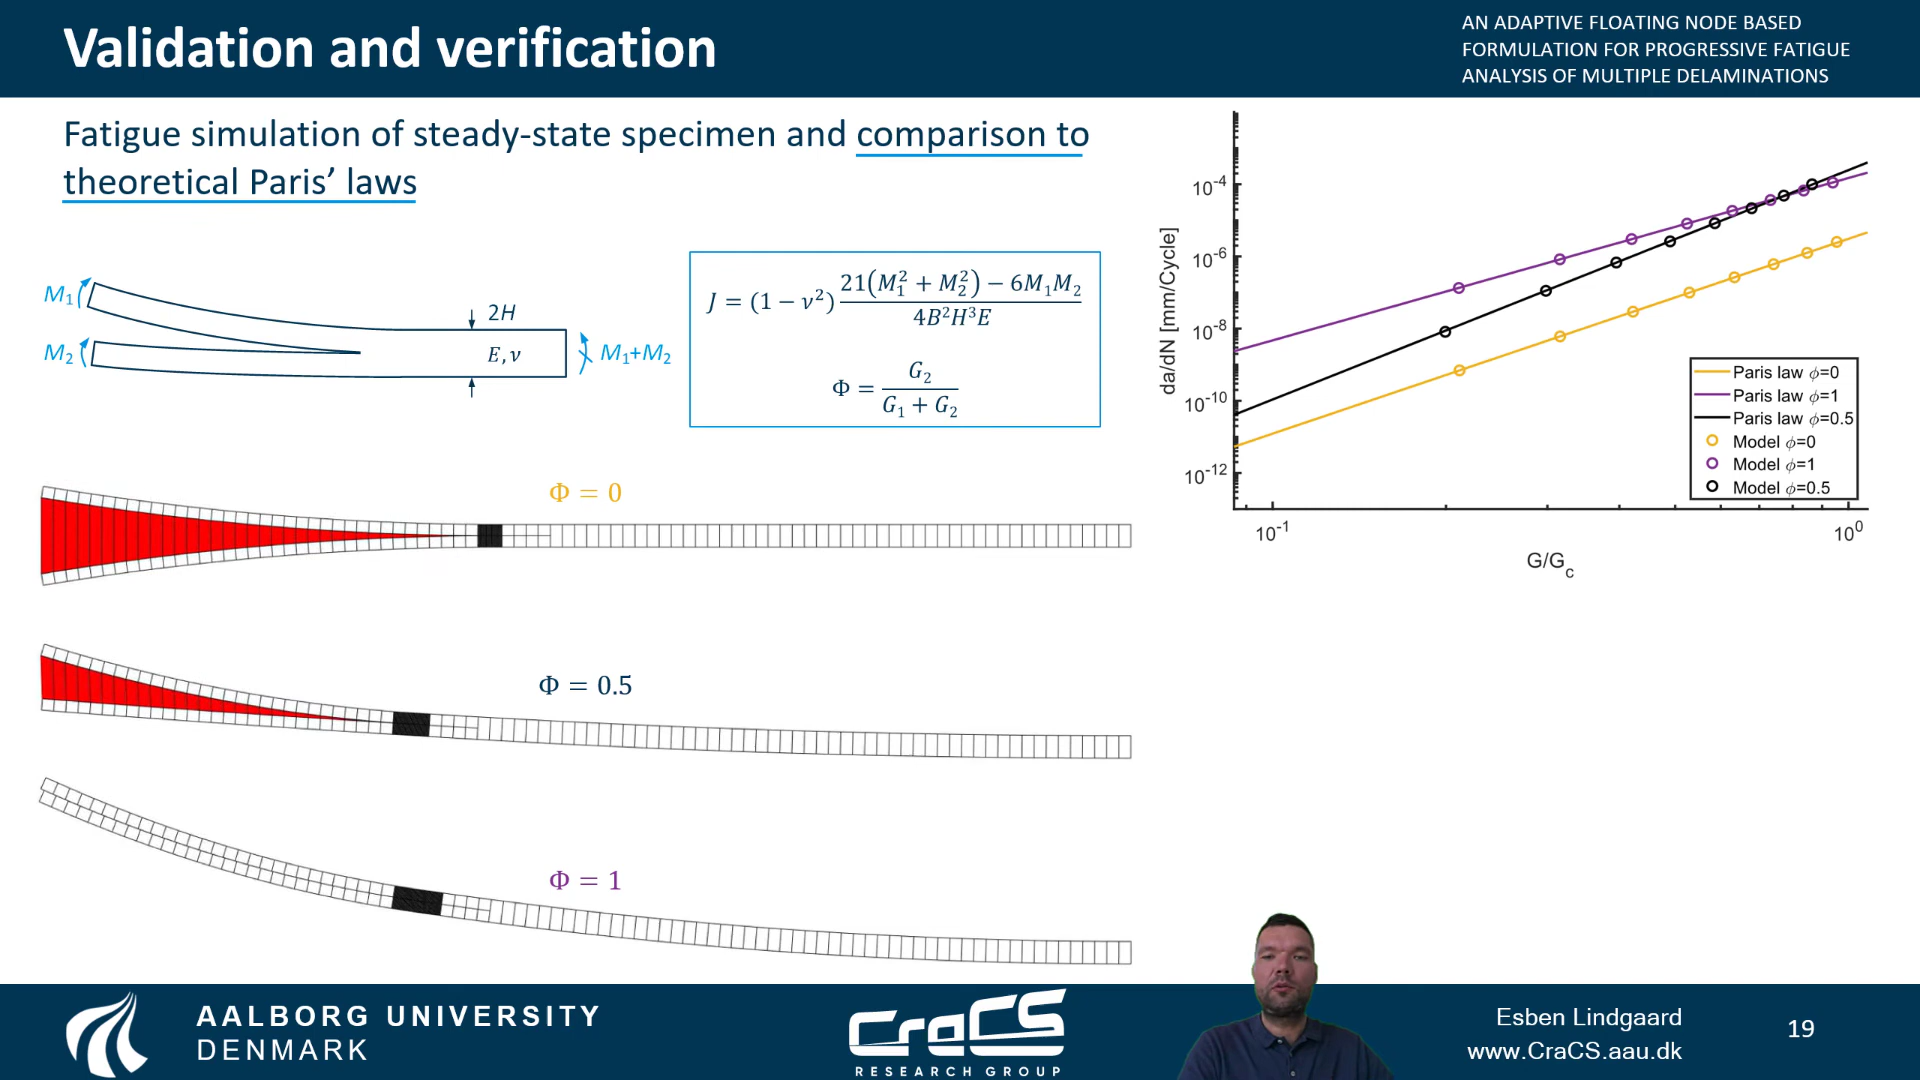 Validation and verification
AN ADAPTIVE FLOATING NODE BASED
FORMULATION FOR PROGRESSIVE FATIGUE
ANALYSIS OF MULTIPLE DELAMINATIONS
Fatigue simulation of steady-state specimen and comparison to
theoretical Paris’ laws
M₁
M₂
2H
E, ν
M₁+M₂
J = (1 − ν²) 21(M₁² + M₂²) − 6M₁M₂ / 4B²H³E
Φ = G₂ / G₁ + G₂
Φ = 0
Φ = 0.5
Φ = 1
da/dN [mm/Cycle]
10⁻⁴
10⁻⁶
10⁻⁸
10⁻¹⁰
10⁻¹²
10⁻¹
10⁰
G/G_c
Paris law ϕ=0
Paris law ϕ=1
Paris law ϕ=0.5
Model ϕ=0
Model ϕ=1
Model ϕ=0.5
AALBORG UNIVERSITY
DENMARK
CraCS
RESEARCH GROUP
Esben Lindgaard
www.CraCS.aau.dk
19